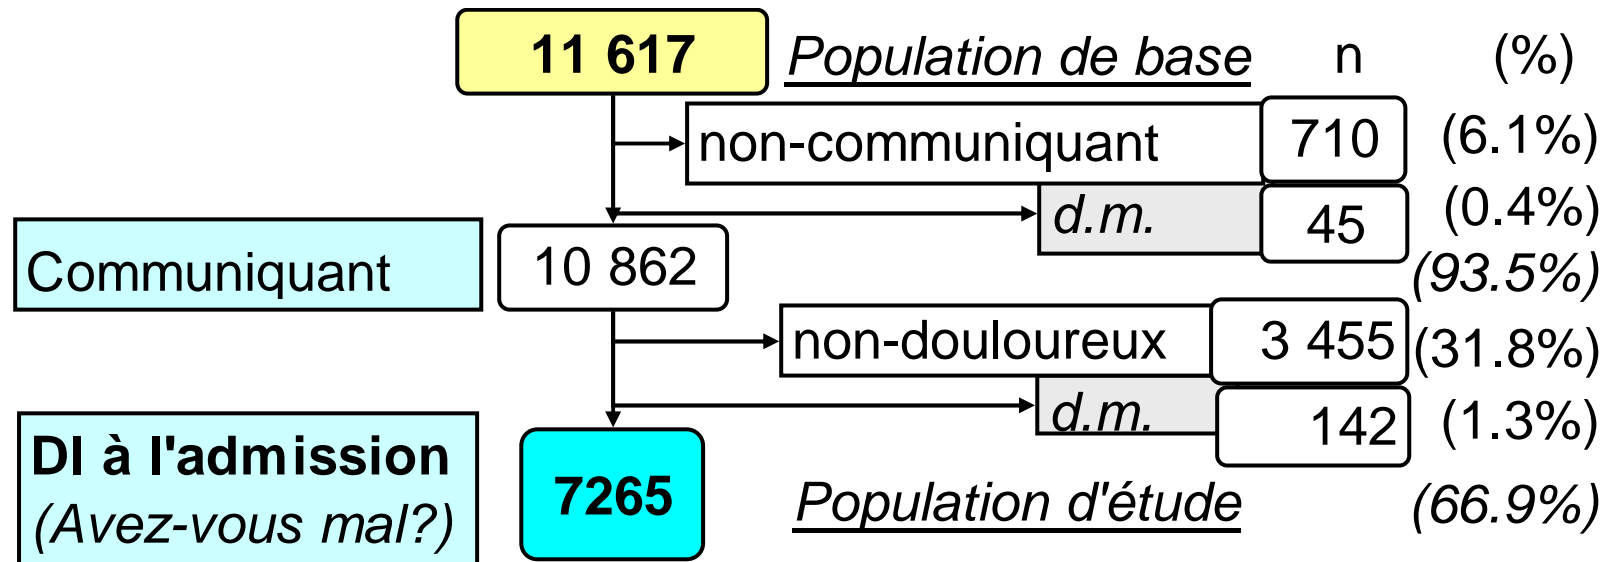 11 617 Population de base n (%)
non-communiquant 710 (6.1%)
d.m. 45 (0.4%)
Communiquant 10 862 (93.5%)
non-douloureux 3 455 (31.8%)
d.m. 142 (1.3%)
DI à l'admission
(Avez-vous mal?) 7265 Population d'étude (66.9%)